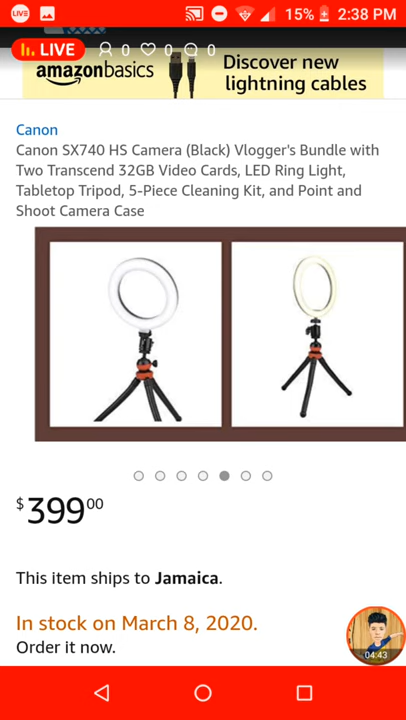 LIVE 15% 2:38 PM
LIVE 0 0 0
amazonbasics
Discover new
lightning cables
Canon
Canon SX740 HS Camera (Black) Vlogger's Bundle with
Two Transcend 32GB Video Cards, LED Ring Light,
Tabletop Tripod, 5-Piece Cleaning Kit, and Point and
Shoot Camera Case
$399 00
This item ships to Jamaica.
In stock on March 8, 2020.
Order it now.
04:43